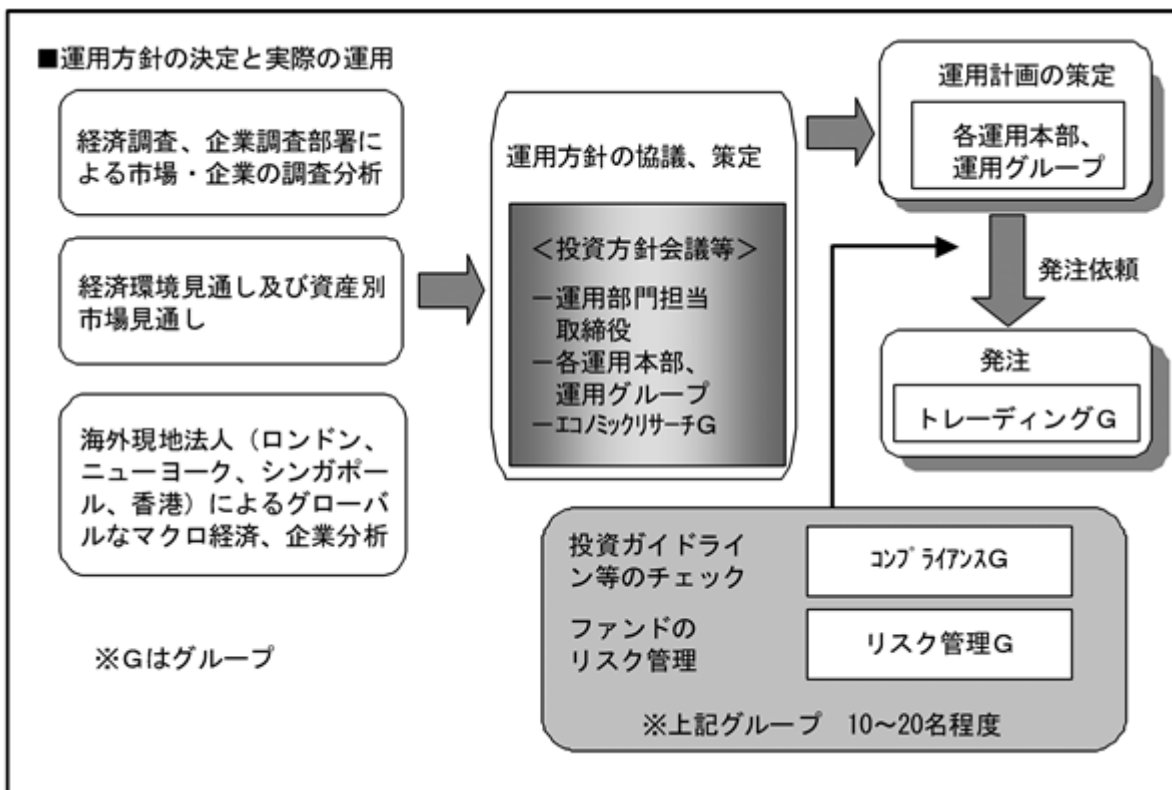 ■運用方針の決定と実際の運用
経済調査、企業調査部署に
よる市場・企業の調査分析
経済環境見通し及び資産別
市場見通し
海外現地法人（ロンドン、
ニューヨーク、シンガポー
ル、香港）によるグローバ
ルなマクロ経済、企業分析
※Ｇはグループ
運用方針の協議、策定
＜投資方針会議等＞
－運用部門担当
取締役
－各運用本部、
運用グループ
－ｴｺﾉﾐｯｸﾘｻｰﾁＧ
運用計画の策定
各運用本部、
運用グループ
発注依頼
発注
トレーディングＧ
投資ガイドライ
ン等のチェック
ｺﾝﾌﾟﾗｲｱﾝｽＧ
ファンドの
リスク管理
リスク管理Ｇ
※上記グループ　10～20名程度